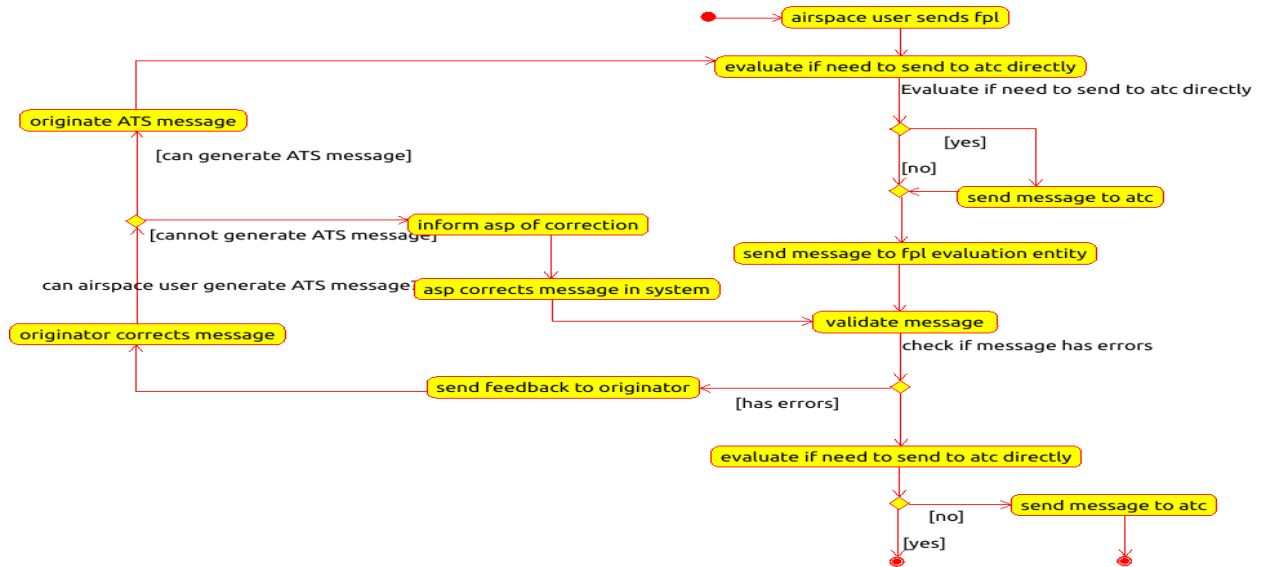 airspace user sends fpl
evaluate if need to send to atc directly
Evaluate if need to send to atc directly
originate ATS message
[yes]
[can generate ATS message]
[no]
send message to atc
inform asp of correction
[cannot generate ATS message]
send message to fpl evaluation entity
can airspace user generate ATS message?
asp corrects message in system
validate message
originator corrects message
check if message has errors
send feedback to originator
[has errors]
evaluate if need to send to atc directly
send message to atc
[no]
[yes]